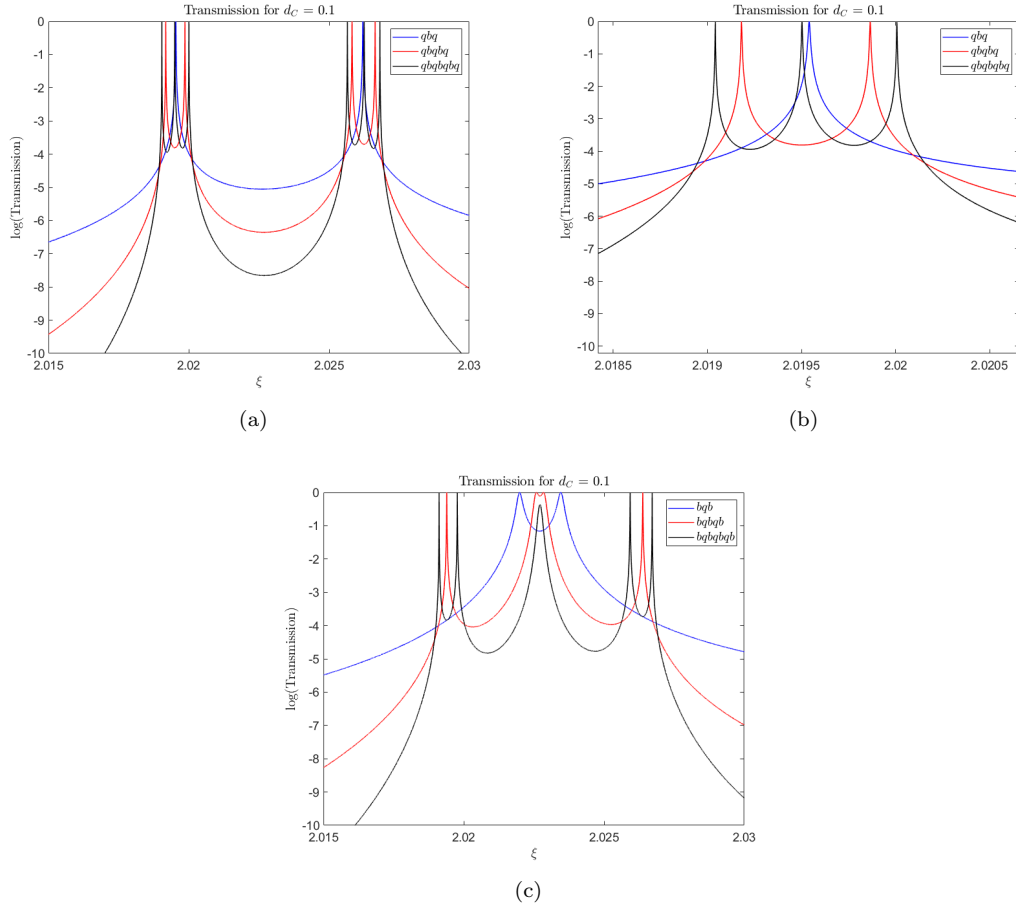 Transmission for d_C = 0.1
0
-1
-2
-3
-4
-5
-6
-7
-8
-9
-10
log(Transmission)
qbq
qbqbq
qbqbqbq
2.015
2.02
2.025
2.03
ξ
(a)
Transmission for d_C = 0.1
0
-1
-2
-3
-4
-5
-6
-7
-8
-9
-10
log(Transmission)
qbq
qbqbq
qbqbqbq
2.0185
2.019
2.0195
2.02
2.0205
ξ
(b)
Transmission for d_C = 0.1
0
-1
-2
-3
-4
-5
-6
-7
-8
-9
-10
log(Transmission)
bqb
bqbqb
bqbqbqb
2.015
2.02
2.025
2.03
ξ
(c)